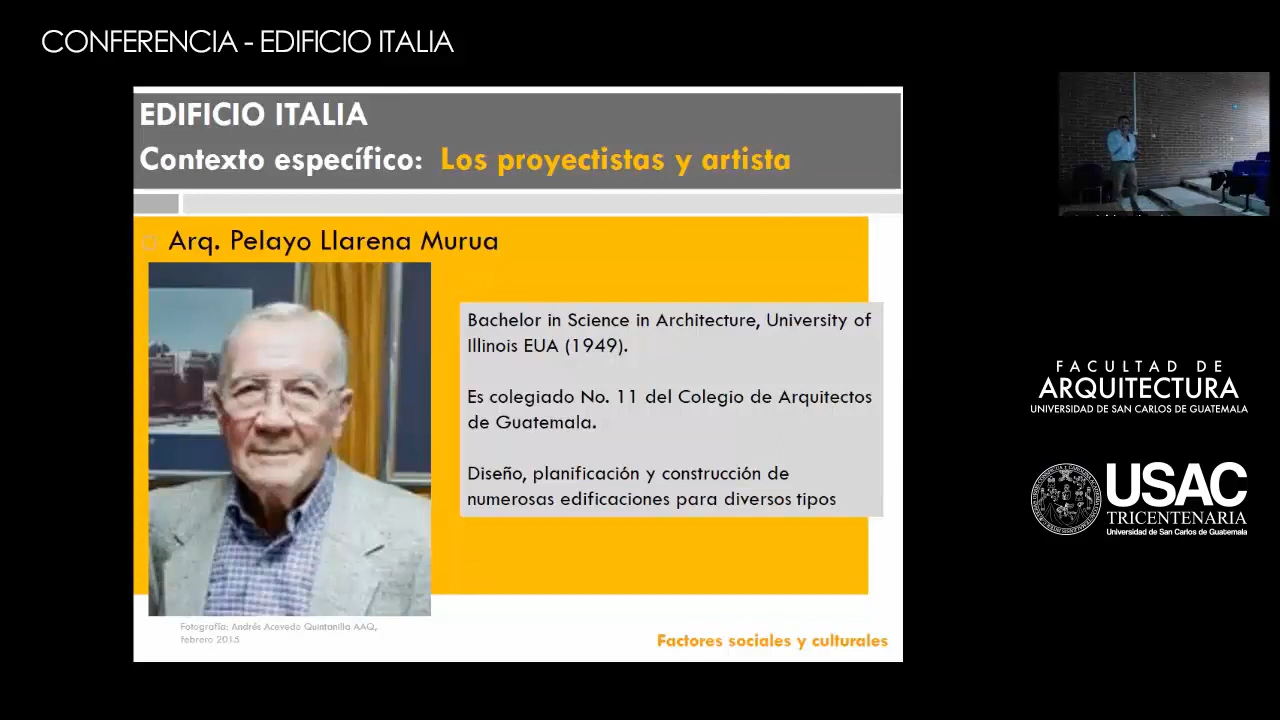 CONFERENCIA - EDIFICIO ITALIA
EDIFICIO ITALIA
Contexto específico: Los proyectistas y artista
Arq. Pelayo Llarena Murua
Bachelor in Science in Architecture, University of
Illinois EUA (1949).
Es colegiado No. 11 del Colegio de Arquitectos
de Guatemala.
Diseño, planificación y construcción de
numerosas edificaciones para diversos tipos
Fotografía: Andrés Acevedo Quintanilla AAQ,
febrero 2015
Factores sociales y culturales
FACULTAD DE
ARQUITECTURA
UNIVERSIDAD DE SAN CARLOS DE GUATEMALA
USAC
TRICENTENARIA
Universidad de San Carlos de Guatemala